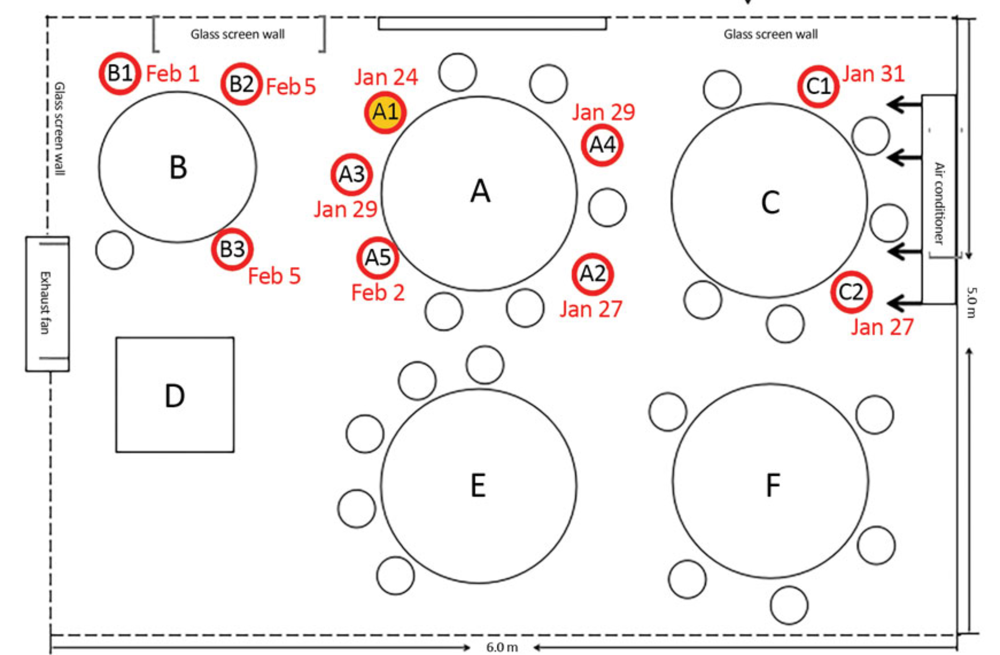 Glass screen wall
Glass screen wall
Glass screen wall
B1 Feb 1
B2 Feb 5
Jan 24
A1
C1 Jan 31
Jan 29
A4
B
A3
Jan 29
A
C
Air conditioner
B3
Feb 5
A5
Feb 2
A2
Jan 27
C2
Jan 27
5.0 m
Exhaust fan
D
E
F
6.0 m